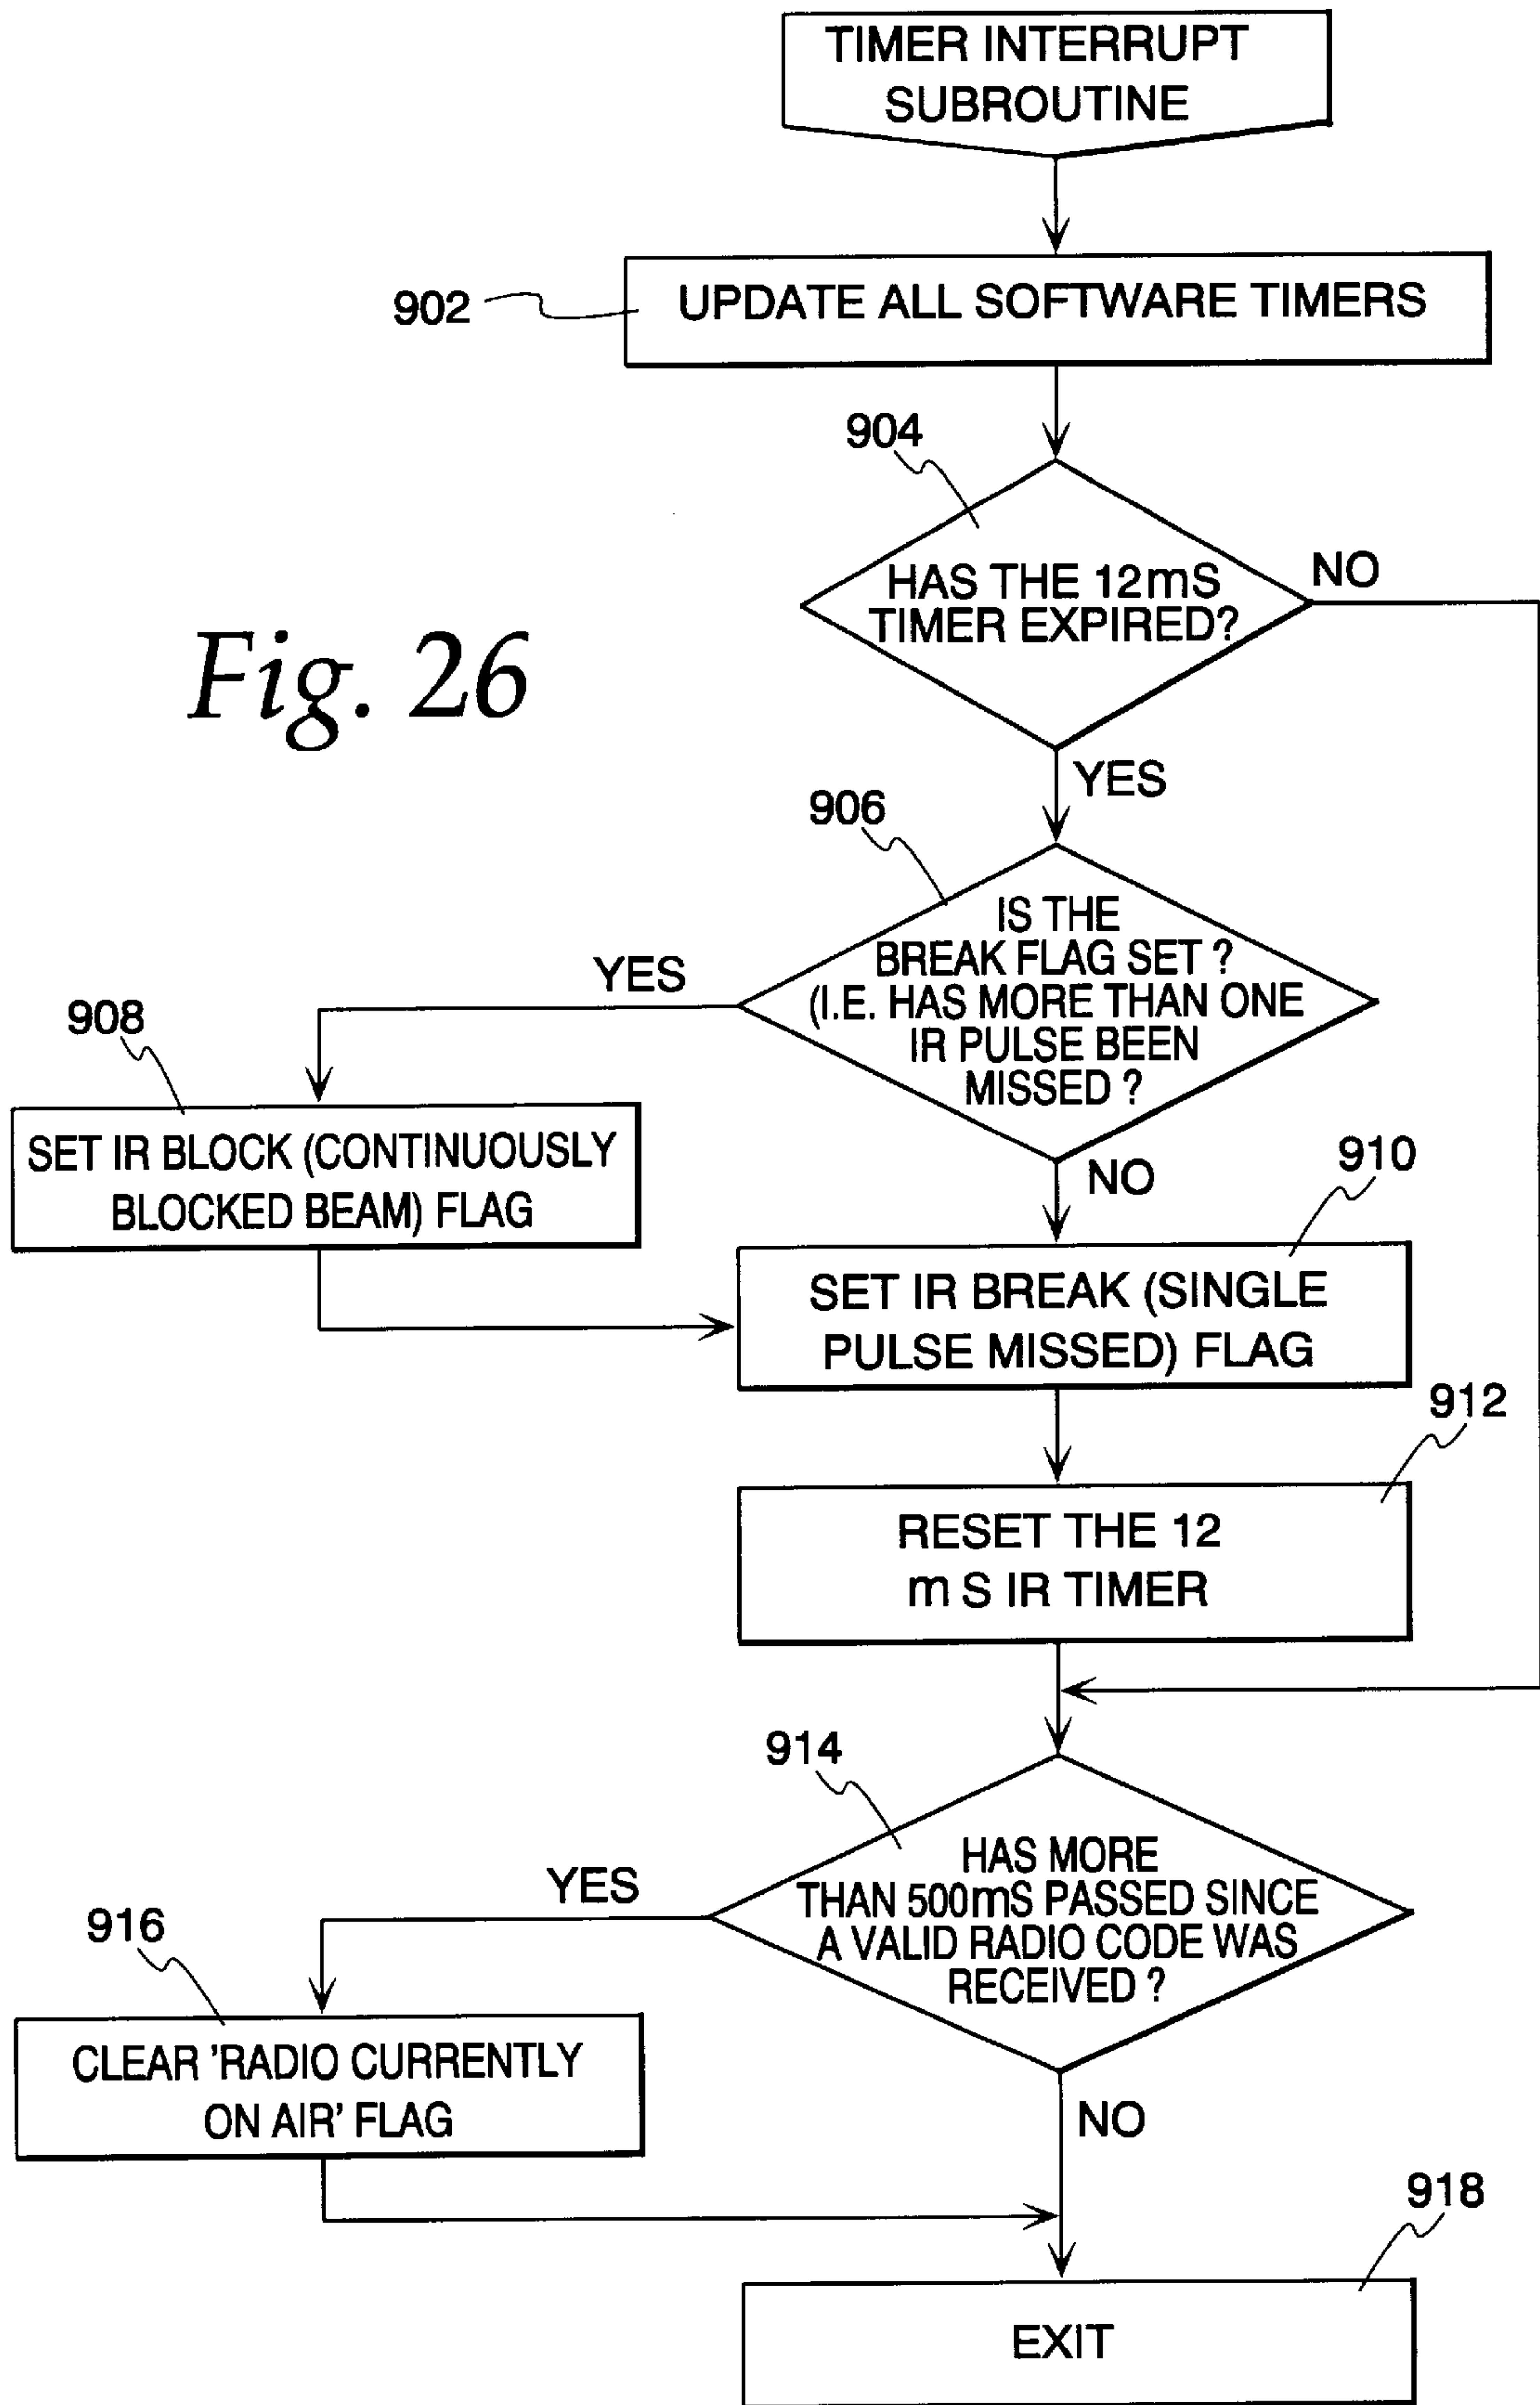 TIMER INTERRUPT
SUBROUTINE
902
UPDATE ALL SOFTWARE TIMERS
904
HAS THE 12mS
TIMER EXPIRED?
NO
Fig. 26
YES
906
IS THE
BREAK FLAG SET ?
(I.E. HAS MORE THAN ONE
IR PULSE BEEN
MISSED ?
YES
908
SET IR BLOCK (CONTINUOUSLY
BLOCKED BEAM) FLAG
NO
910
SET IR BREAK (SINGLE
PULSE MISSED) FLAG
912
RESET THE 12
m S IR TIMER
914
HAS MORE
THAN 500mS PASSED SINCE
A VALID RADIO CODE WAS
RECEIVED ?
YES
916
CLEAR 'RADIO CURRENTLY
ON AIR' FLAG
NO
918
EXIT